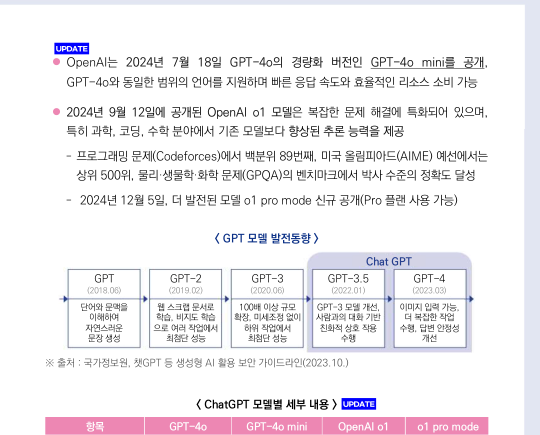 UPDATE
● OpenAI는 2024년 7월 18일 GPT-4o의 경량화 버전인 GPT-4o mini를 공개,
GPT-4o와 동일한 범위의 언어를 지원하며 빠른 응답 속도와 효율적인 리소스 소비 가능
● 2024년 9월 12일에 공개된 OpenAI o1 모델은 복잡한 문제 해결에 특화되어 있으며,
특히 과학, 코딩, 수학 분야에서 기존 모델보다 향상된 추론 능력을 제공
- 프로그래밍 문제(Codeforces)에서 백분위 89번째, 미국 올림피아드(AIME) 예선에서는
상위 500위, 물리·생물학·화학 문제(GPQA)의 벤치마크에서 박사 수준의 정확도 달성
- 2024년 12월 5일, 더 발전된 모델 o1 pro mode 신규 공개(Pro 플랜 사용 가능)
< GPT 모델 발전동향 >
Chat GPT
GPT
(2018.06)
단어와 문맥을
이해하여
자연스러운
문장 생성
GPT-2
(2019.02)
웹 스크랩 문서로
학습, 비지도 학습
으로 여러 작업에서
최첨단 성능
GPT-3
(2020.06)
100배 이상 규모
확장, 미세조정 없이
하위 작업에서
최첨단 성능
GPT-3.5
(2022.01)
GPT-3 모델 개선,
사람과의 대화 기반
친화적 상호 작용
수행
GPT-4
(2023.03)
이미지 입력 가능,
더 복잡한 작업
수행, 답변 안정성
개선
※ 출처 : 국가정보원, 챗GPT 등 생성형 AI 활용 보안 가이드라인(2023.10.)
< ChatGPT 모델별 세부 내용 > UPDATE
항목 GPT-4o GPT-4o mini OpenAI o1 o1 pro mode